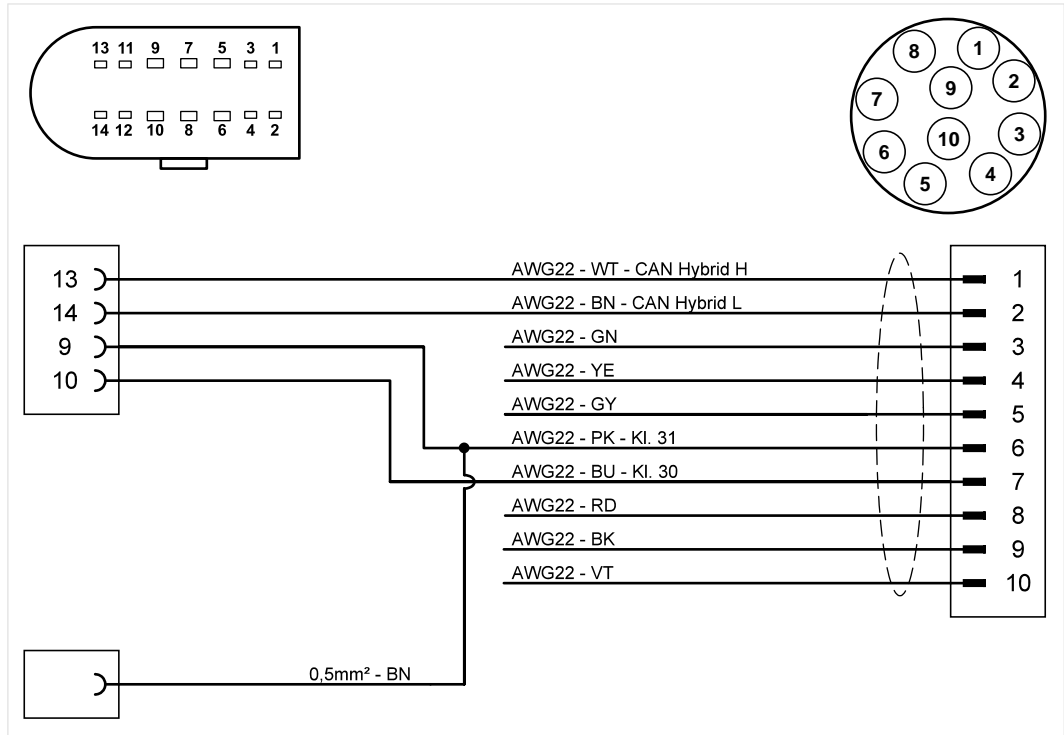 13 11 9 7 5 3 1
14 12 10 8 6 4 2
8 1
2
9
7
3
10
6
4
5
13 AWG22 - WT - CAN Hybrid H 1
14 AWG22 - BN - CAN Hybrid L 2
9 AWG22 - GN 3
10 AWG22 - YE 4
AWG22 - GY 5
AWG22 - PK - Kl. 31 6
AWG22 - BU - Kl. 30 7
AWG22 - RD 8
AWG22 - BK 9
AWG22 - VT 10
0,5mm² - BN